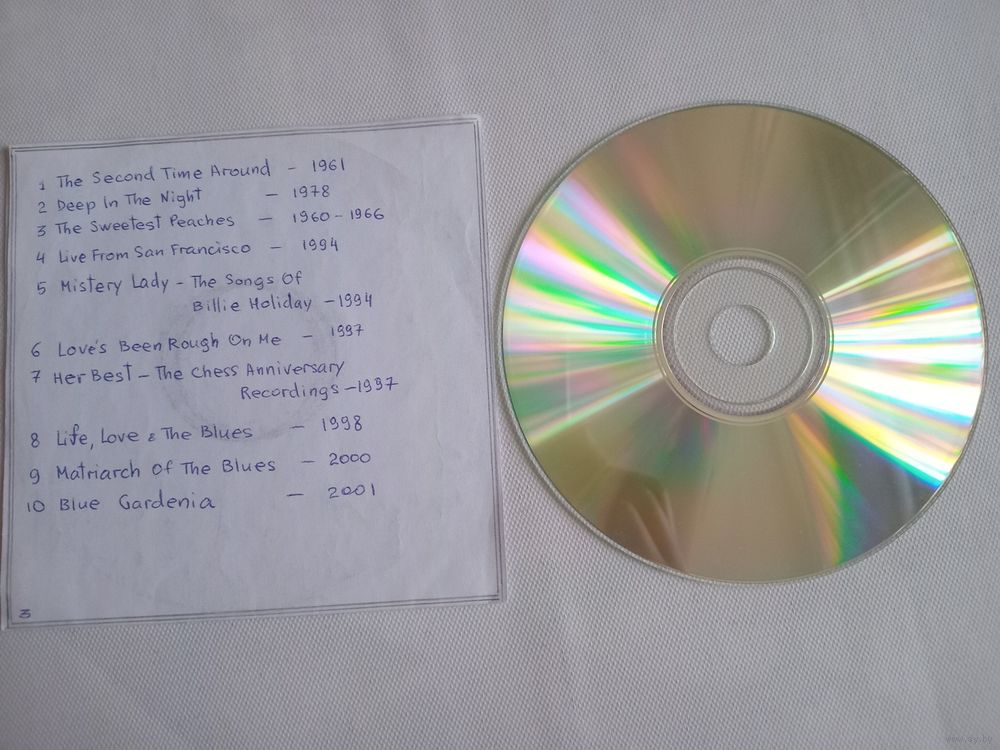 1 The Second Time Around - 1961
2 Deep In The Night - 1978
3 The Sweetest Peaches - 1960-1966
4 Live From San Francisco - 1994
5 Mistery Lady - The Songs Of
Billie Holiday - 1994
6 Love's Been Rough On Me - 1997
7 Her Best - The Chess Anniversary
Recordings - 1997
8 Life, Love & The Blues - 1998
9 Matriarch Of The Blues - 2000
10 Blue Gardenia - 2001
3